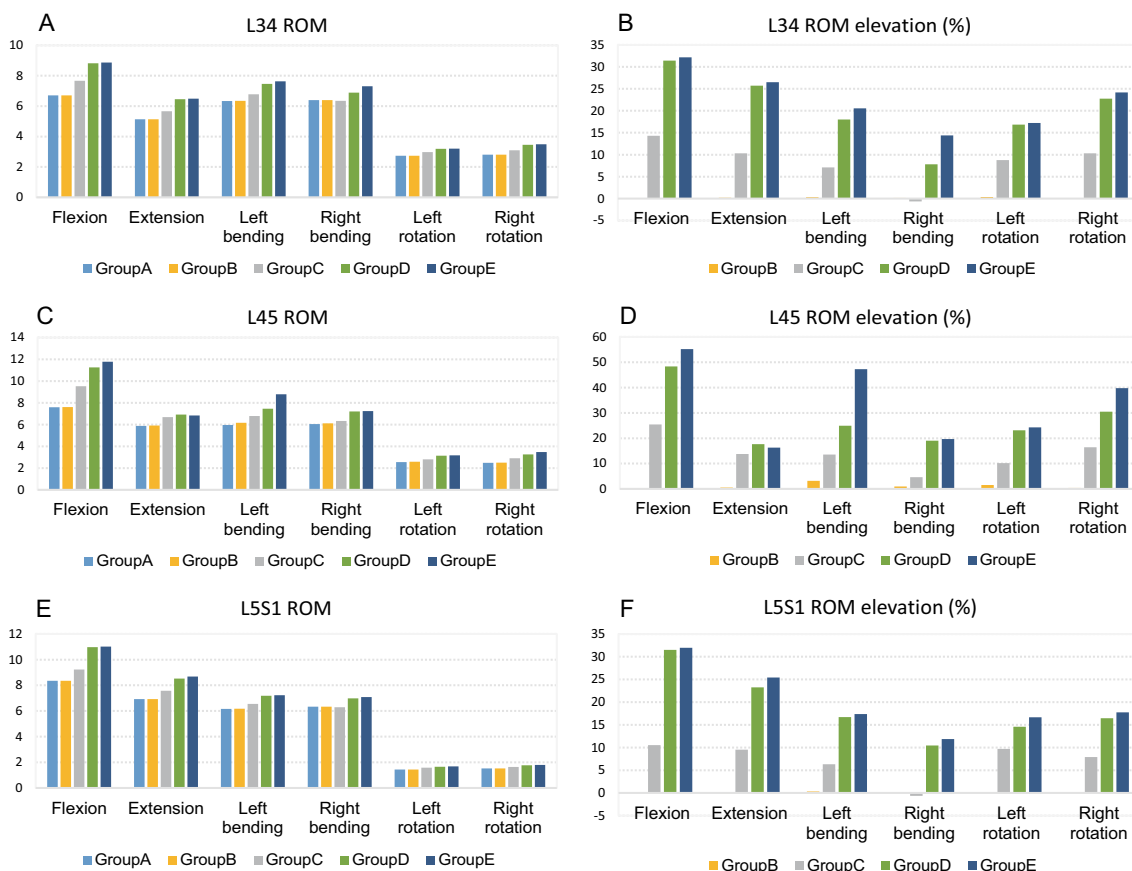 A
L34 ROM
10
8
6
4
2
0
Flexion Extension Left bending Right bending Left rotation Right rotation
GroupA GroupB GroupC GroupD GroupE
B
L34 ROM elevation (%)
35
30
25
20
15
10
5
0
-5
Flexion Extension Left bending Right bending Left rotation Right rotation
GroupB GroupC GroupD GroupE
C
L45 ROM
14
12
10
8
6
4
2
0
Flexion Extension Left bending Right bending Left rotation Right rotation
GroupA GroupB GroupC GroupD GroupE
D
L45 ROM elevation (%)
60
50
40
30
20
10
0
Flexion Extension Left bending Right bending Left rotation Right rotation
GroupB GroupC GroupD GroupE
E
L5S1 ROM
12
10
8
6
4
2
0
Flexion Extension Left bending Right bending Left rotation Right rotation
GroupA GroupB GroupC GroupD GroupE
F
L5S1 ROM elevation (%)
35
30
25
20
15
10
5
0
-5
Flexion Extension Left bending Right bending Left rotation Right rotation
GroupB GroupC GroupD GroupE